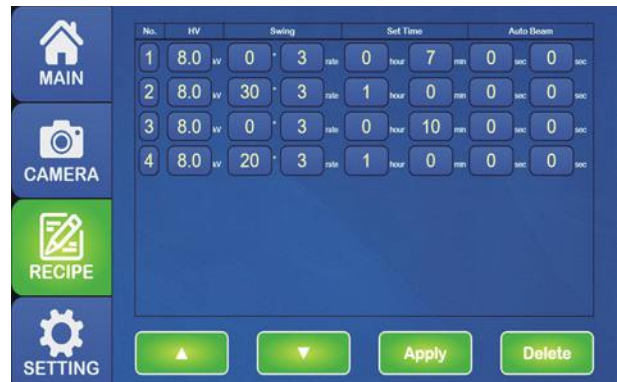 MAIN
CAMERA
RECIPE
SETTING
No. HV Swing Set Time Auto Beam
1 8.0 kV 0 ° 3 rate 0 hour 7 min 0 sec 0 sec
2 8.0 kV 30 ° 3 rate 1 hour 0 min 0 sec 0 sec
3 8.0 kV 0 ° 3 rate 0 hour 10 min 0 sec 0 sec
4 8.0 kV 20 ° 3 rate 1 hour 0 min 0 sec 0 sec
▲ ▼ Apply Delete